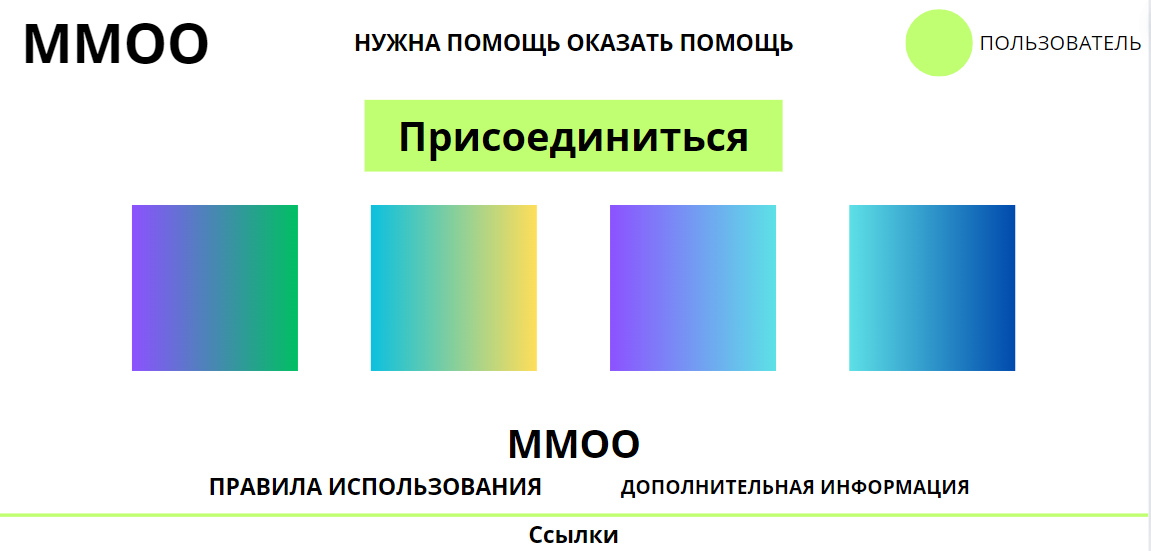 ММОО
НУЖНА ПОМОЩЬ ОКАЗАТЬ ПОМОЩЬ
ПОЛЬЗОВАТЕЛЬ
Присоединиться
ММОО
ПРАВИЛА ИСПОЛЬЗОВАНИЯ
ДОПОЛНИТЕЛЬНАЯ ИНФОРМАЦИЯ
Ссылки